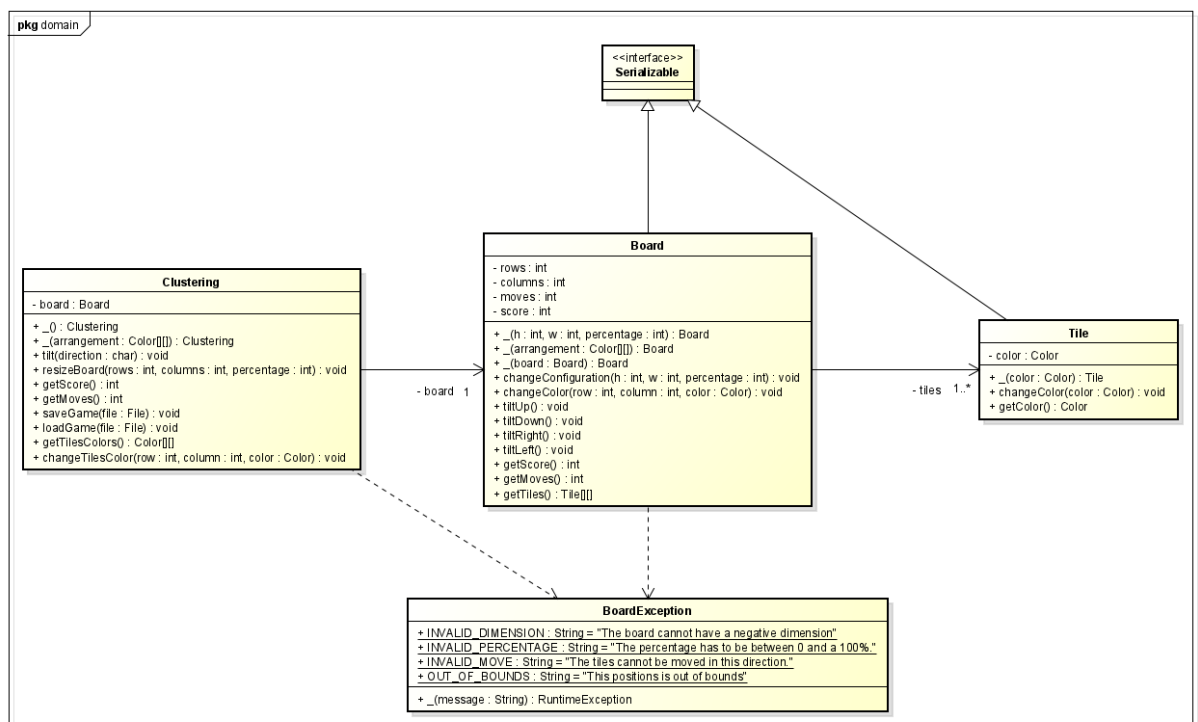 pkg domain
<<interface>>
Serializable
Board
- rows : int
- columns : int
- moves : int
- score : int
+ _(h : int, w : int, percentage : int) : Board
+ _(arrangement : Color[][]) : Board
+ _(board : Board) : Board
+ changeConfiguration(h : int, w : int, percentage : int) : void
+ changeColor(row : int, column : int, color : Color) : void
+ tiltUp() : void
+ tiltDown() : void
+ tiltRight() : void
+ tiltLeft() : void
+ getScore() : int
+ getMoves() : int
+ getTiles() : Tile[][]
Clustering
- board : Board
+ _() : Clustering
+ _(arrangement : Color[][]) : Clustering
+ tilt(direction : char) : void
+ resizeBoard(rows : int, columns : int, percentage : int) : void
+ getScore() : int
+ getMoves() : int
+ saveGame(file : File) : void
+ loadGame(file : File) : void
+ getTilesColors() : Color[][]
+ changeTilesColor(row : int, column : int, color : Color) : void
- board 1
Tile
- color : Color
+ _(color : Color) : Tile
+ changeColor(color : Color) : void
+ getColor() : Color
- tiles 1..*
BoardException
+ INVALID_DIMENSION : String = "The board cannot have a negative dimension"
+ INVALID_PERCENTAGE : String = "The percentage has to be between 0 and a 100%."
+ INVALID_MOVE : String = "The tiles cannot be moved in this direction."
+ OUT_OF_BOUNDS : String = "This positions is out of bounds"
+ _(message : String) : RuntimeException